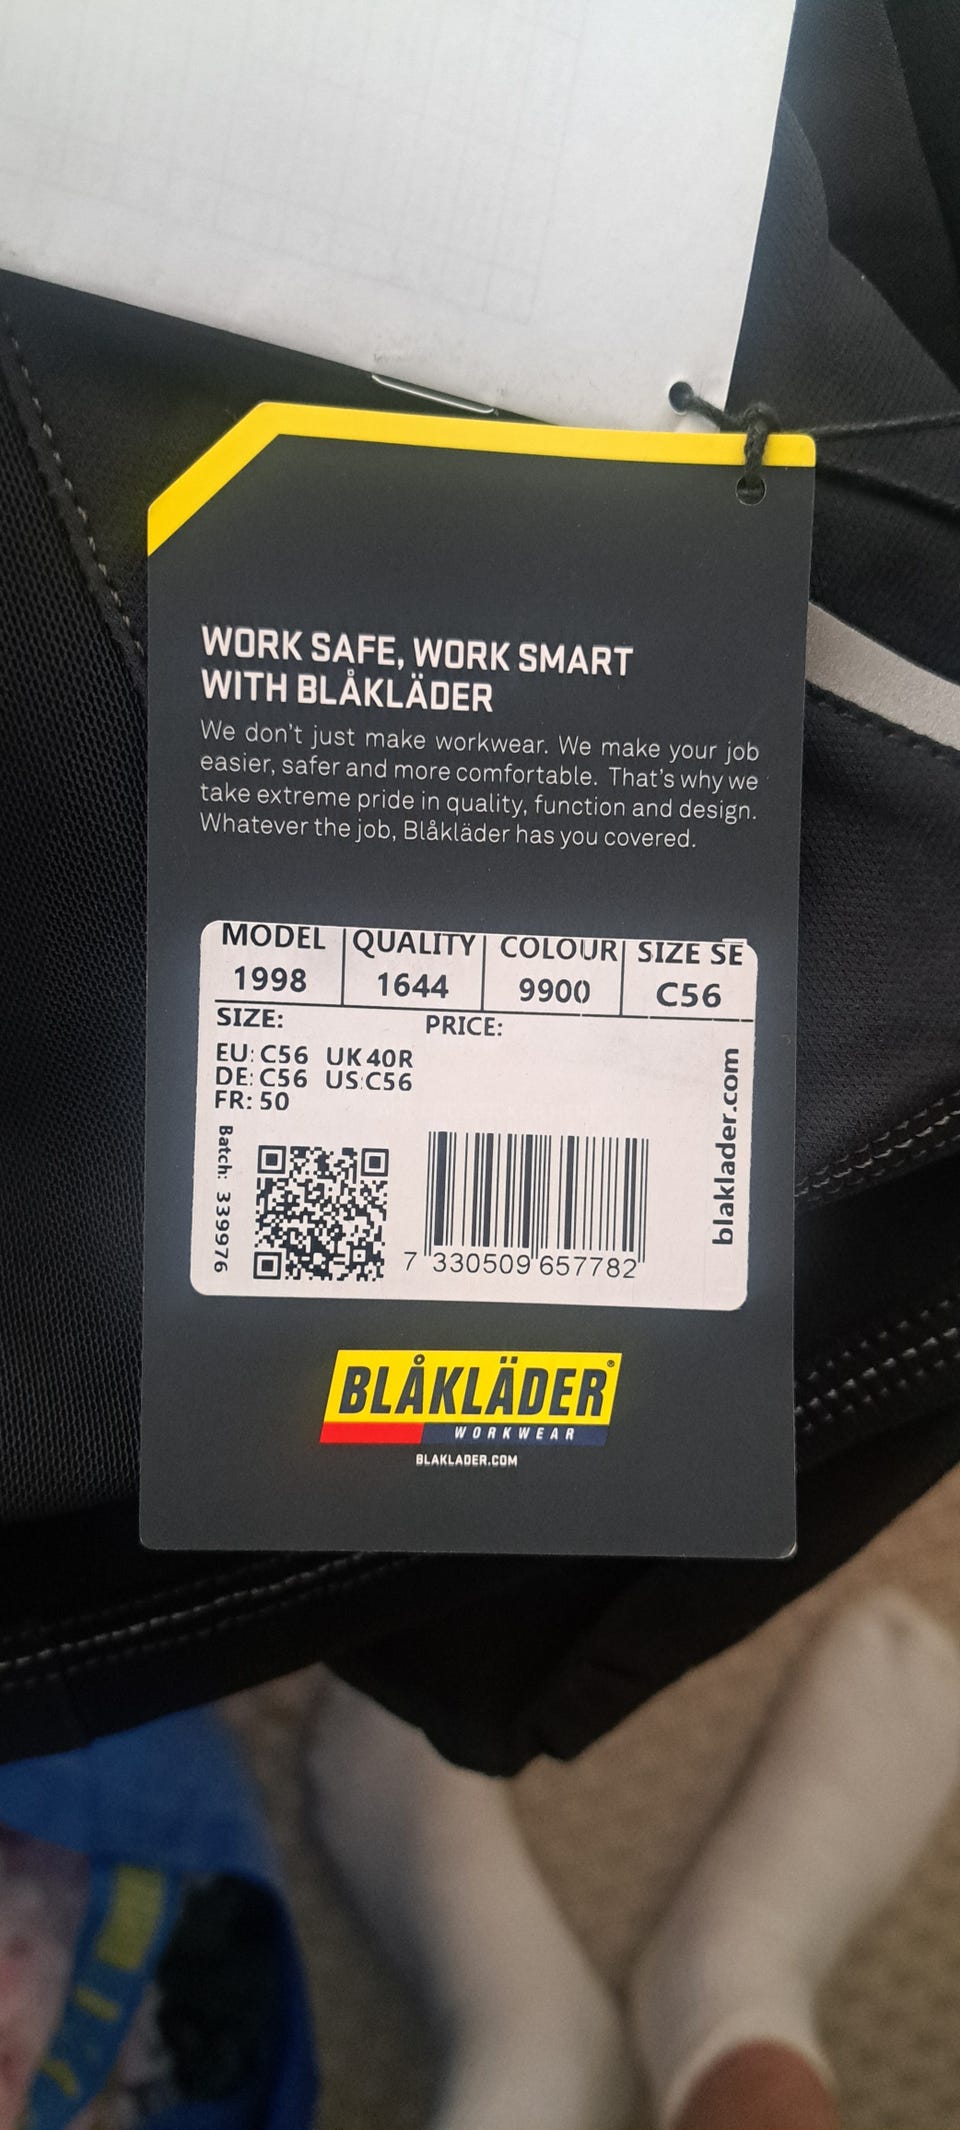 WORK SAFE, WORK SMART
WITH BLÅKLÄDER
We don't just make workwear. We make your job
easier, safer and more comfortable. That's why we
take extreme pride in quality, function and design.
Whatever the job, Blåkläder has you covered.
MODEL QUALITY COLOUR SIZE SE
1998 1644 9900 C56
SIZE: PRICE:
EU: C56 UK 40R
DE: C56 US: C56
FR: 50
Batch: 339976
7 330509 657782
blaklader.com
BLÅKLÄDER®
WORKWEAR
BLAKLADER.COM